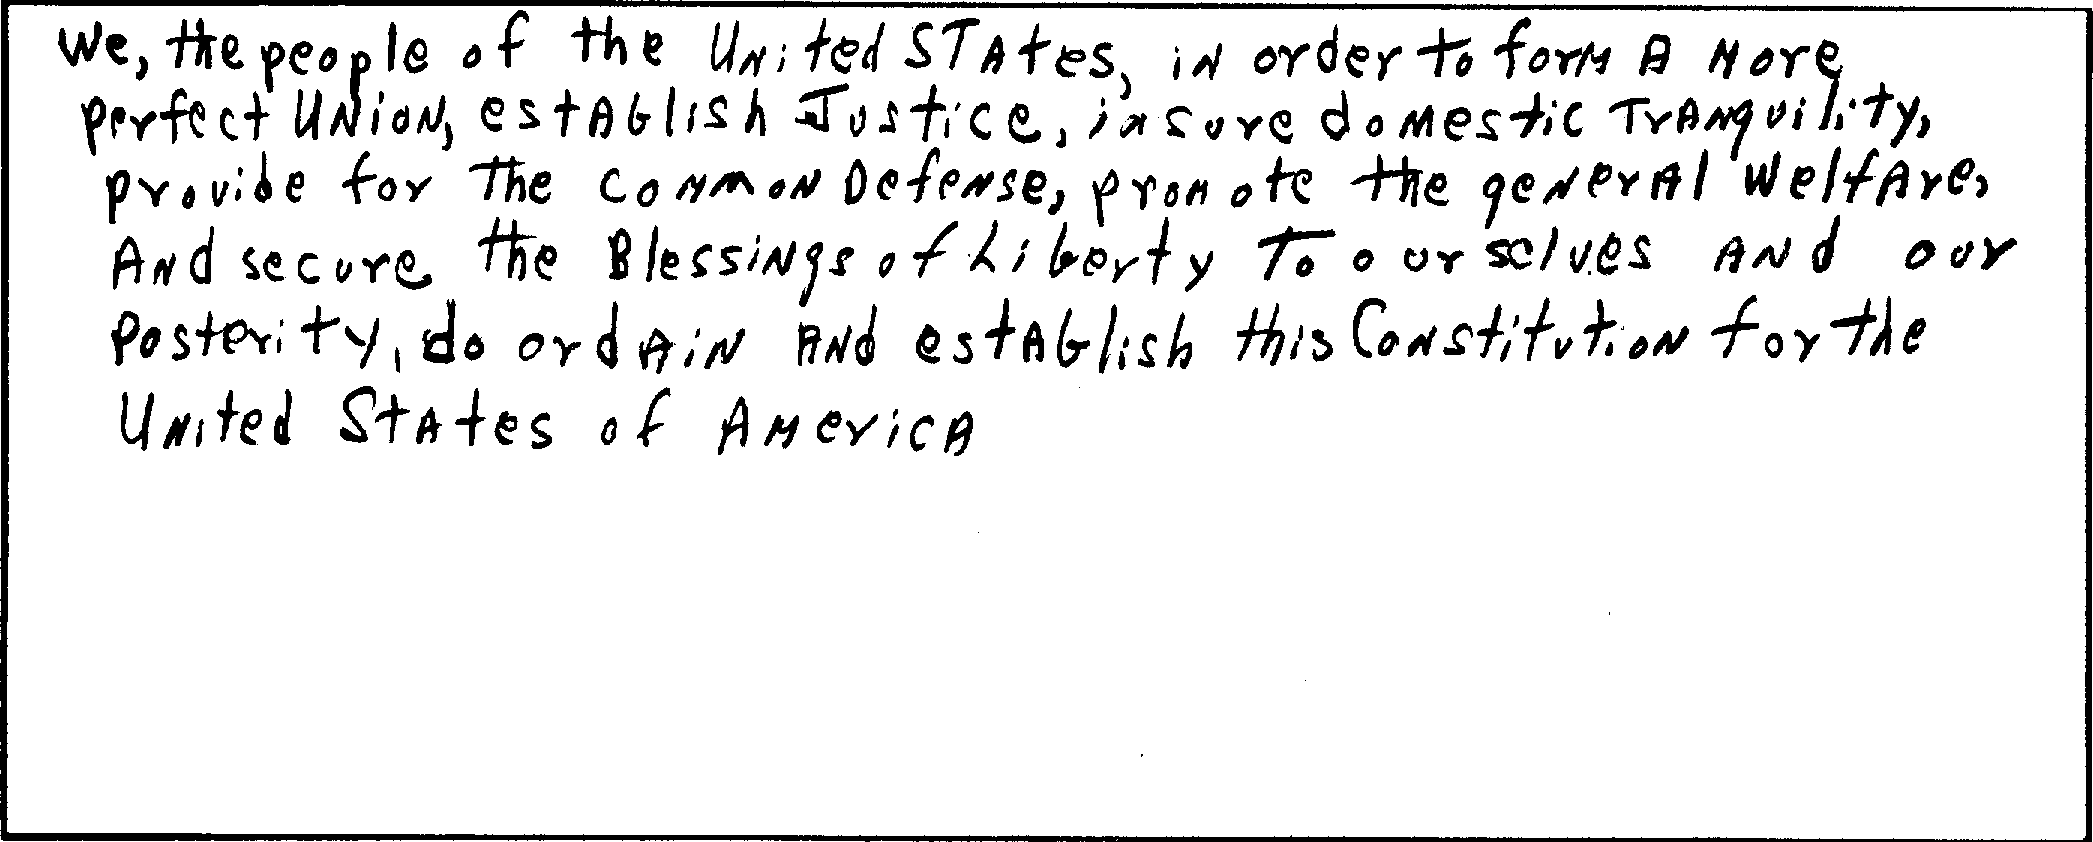 We, the people of the United States, in order to form A more
perfect Union, establish Justice, insure domestic Tranquility,
provide for the common Defense, promote the general Welfare,
And secure the Blessings of Liberty To ourselves and our
Posterity, do ordain and establish this Constitution for the
United States of America